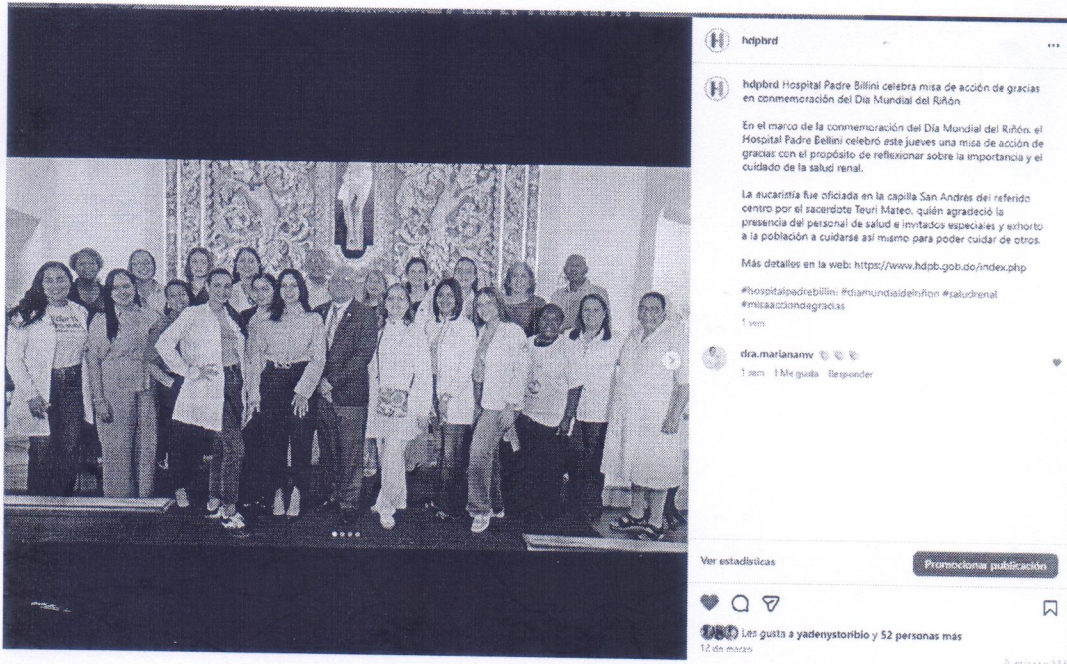 hdpbrd
hdpbrd Hospital Padre Billini celebra misa de acción de gracias
en conmemoración del Día Mundial del Riñón
En el marco de la conmemoración del Día Mundial del Riñón, el
Hospital Padre Bellini celebró este jueves una misa de acción de
gracias con el propósito de reflexionar sobre la importancia y el
cuidado de la salud renal.
La eucaristía fue oficiada en la capilla San Andrés del referido
centro por el sacerdote Teuri Mateo, quién agradeció la
presencia del personal de salud e invitados especiales y exhorto
a la población a cuidarse así mismo para poder cuidar de otros.
Más detalles en la web: https://www.hdpb.gob.do/index.php
#hospitalpadrebillini #diamundialdelriñon #saludrenal
#misaacciondegracias
1 sem
dra.marianamv
1 sem 1 Me gusta Responder
Ver estadísticas
Promocionar publicación
Les gusta a yadenystoribio y 52 personas más
12 de marzo